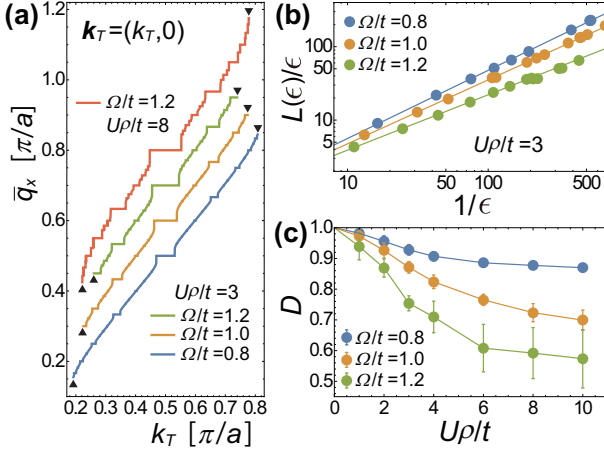 (a)
k_T=(k_T,0)
Ω/t=1.2
Uρ/t=8
Uρ/t=3
Ω/t=1.2
Ω/t=1.0
Ω/t=0.8
q̅_x [π/a]
1.2
1.0
0.8
0.6
0.4
0.2
0.2 0.3 0.4 0.5 0.6 0.7 0.8
k_T [π/a]
(b)
Ω/t=0.8
Ω/t=1.0
Ω/t=1.2
Uρ/t=3
L(ϵ)/ϵ
100
50
10
5
10 50 100 500
1/ϵ
(c)
Ω/t=0.8
Ω/t=1.0
Ω/t=1.2
D
1.0
0.9
0.8
0.7
0.6
0.5
0 2 4 6 8 10
Uρ/t